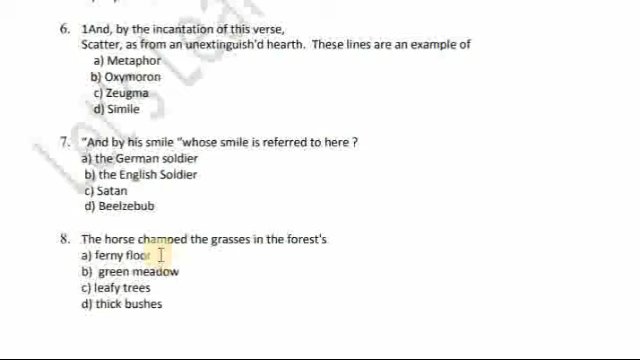 6. 1And, by the incantation of this verse,
Scatter, as from an unextinguish'd hearth. These lines are an example of
a) Metaphor
b) Oxymoron
c) Zeugma
d) Simile
7. "And by his smile "whose smile is referred to here ?
a) the German soldier
b) the English Soldier
c) Satan
d) Beelzebub
8. The horse champed the grasses in the forest's
a) ferny floor
b) green meadow
c) leafy trees
d) thick bushes